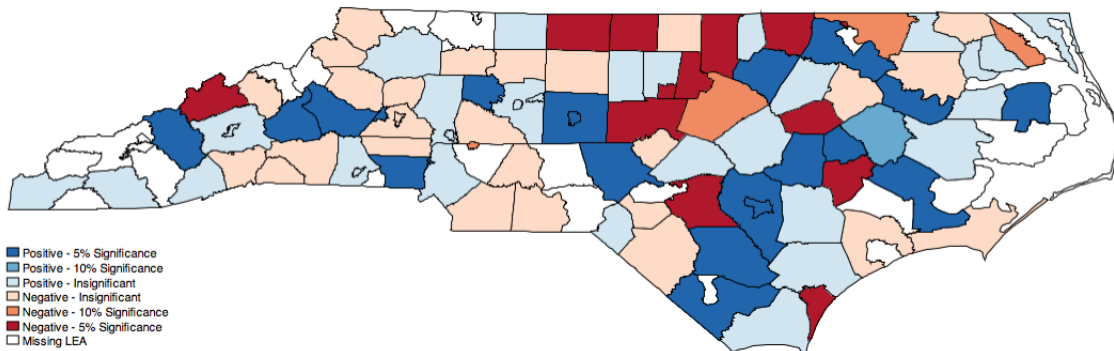 Positive - 5% Significance
Positive - 10% Significance
Positive - Insignificant
Negative - Insignificant
Negative - 10% Significance
Negative - 5% Significance
Missing LEA